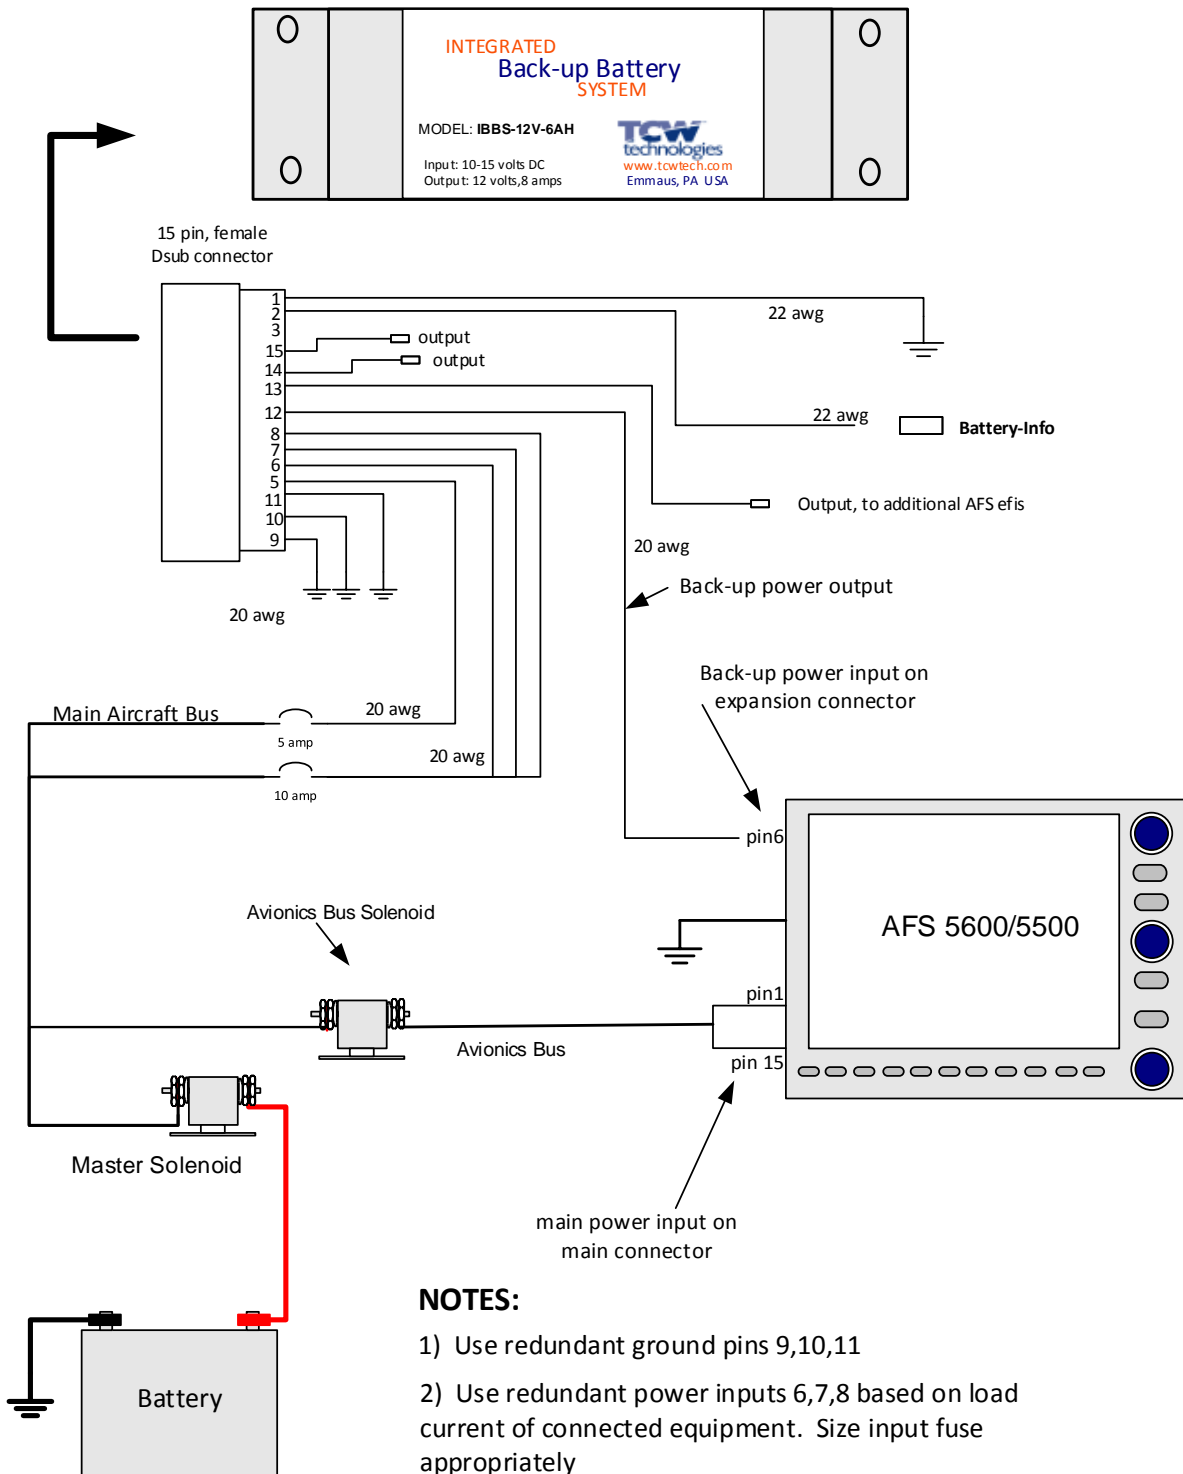 INTEGRATED
Back-up Battery
SYSTEM
MODEL: IBBS-12V-6AH
TCW
technologies
www.tcwtech.com
Emmaus, PA USA
Input: 10-15 volts DC
Output: 12 volts,8 amps
15 pin, female
Dsub connector
1
2
3
15
14
13
12
8
7
6
5
11
10
9
22 awg
output
output
22 awg
Battery-Info
Output, to additional AFS efis
20 awg
Back-up power output
20 awg
Back-up power input on
expansion connector
Main Aircraft Bus
20 awg
5 amp
20 awg
10 amp
pin6
Avionics Bus Solenoid
AFS 5600/5500
pin1
Avionics Bus
pin 15
Master Solenoid
main power input on
main connector
Battery
NOTES:
1) Use redundant ground pins 9,10,11
2) Use redundant power inputs 6,7,8 based on load
current of connected equipment. Size input fuse
appropriately